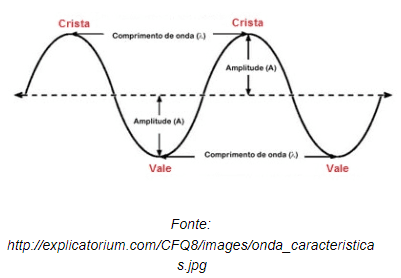 Crista
Crista
Comprimento de onda (λ)
Amplitude (A)
Amplitude (A)
Comprimento de onda (λ)
Vale
Vale
Fonte:
http://explicatorium.com/CFQ8/images/onda_caracteristica
s.jpg